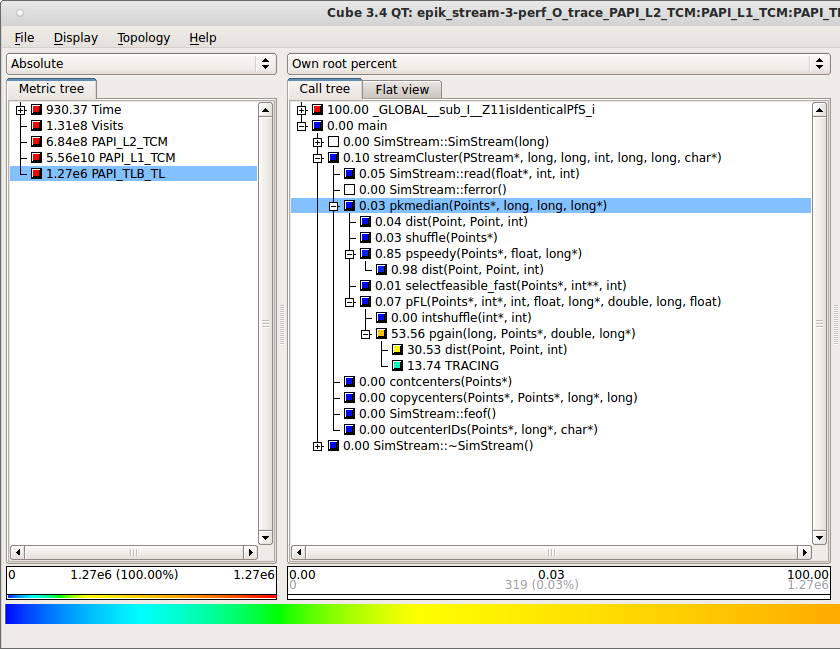 Cube 3.4 QT: epik_stream-3-perf_O_trace_PAPI_L2_TCM:PAPI_L1_TCM:PAPI_TL
File Display Topology Help
Absolute
Own root percent
Metric tree
Call tree Flat view
930.37 Time
1.31e8 Visits
6.84e8 PAPI_L2_TCM
5.56e10 PAPI_L1_TCM
1.27e6 PAPI_TLB_TL
100.00 _GLOBAL__sub_I__Z11isIdenticalPfS_i
0.00 main
0.00 SimStream::SimStream(long)
0.10 streamCluster(PStream*, long, long, int, long, long, char*)
0.05 SimStream::read(float*, int, int)
0.00 SimStream::ferror()
0.03 pkmedian(Points*, long, long, long*)
0.04 dist(Point, Point, int)
0.03 shuffle(Points*)
0.85 pspeedy(Points*, float, long*)
0.98 dist(Point, Point, int)
0.01 selectfeasible_fast(Points*, int**, int)
0.07 pFL(Points*, int*, int, float, long*, double, long, float)
0.00 intshuffle(int*, int)
53.56 pgain(long, Points*, double, long*)
30.53 dist(Point, Point, int)
13.74 TRACING
0.00 contcenters(Points*)
0.00 copycenters(Points*, Points*, long*, long)
0.00 SimStream::feof()
0.00 outcenterIDs(Points*, long*, char*)
0.00 SimStream::~SimStream()
0 1.27e6 (100.00%) 1.27e6
0.00 0.03 100.00
0 319 (0.03%) 1.27e6